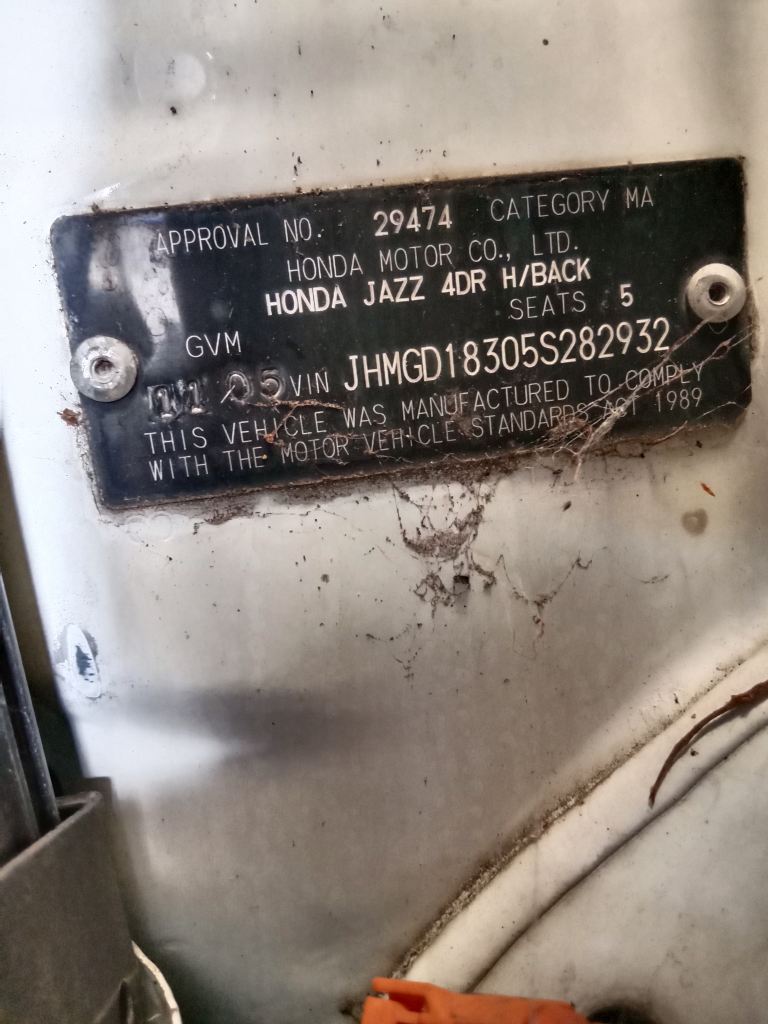 APPROVAL NO. 29474 CATEGORY MA
HONDA MOTOR CO., LTD.
HONDA JAZZ 4DR H/BACK
SEATS 5
GVM
VIN JHMGD18305S282932
THIS VEHICLE WAS MANUFACTURED TO COMPLY
WITH THE MOTOR VEHICLE STANDARDS ACT 1989